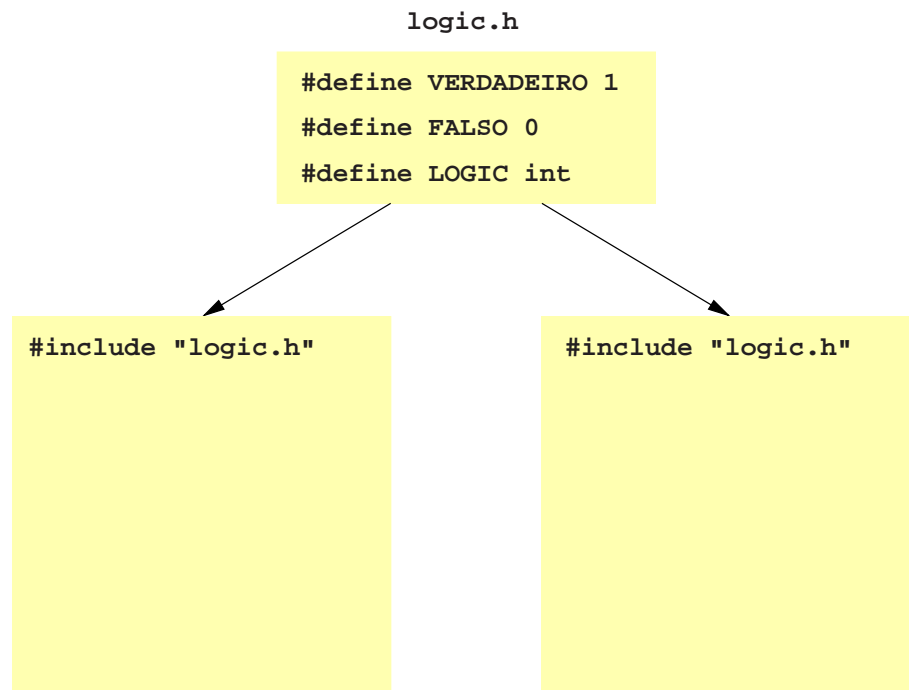 logic.h
#define VERDADEIRO 1
#define FALSO 0
#define LOGIC int
#include "logic.h"
#include "logic.h"